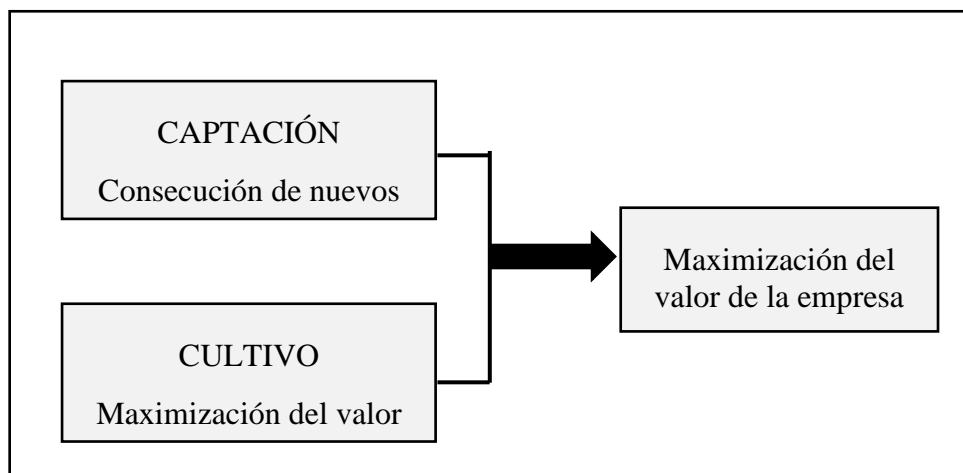 CAPTACIÓN
Consecución de nuevos
Maximización del
valor de la empresa
CULTIVO
Maximización del valor